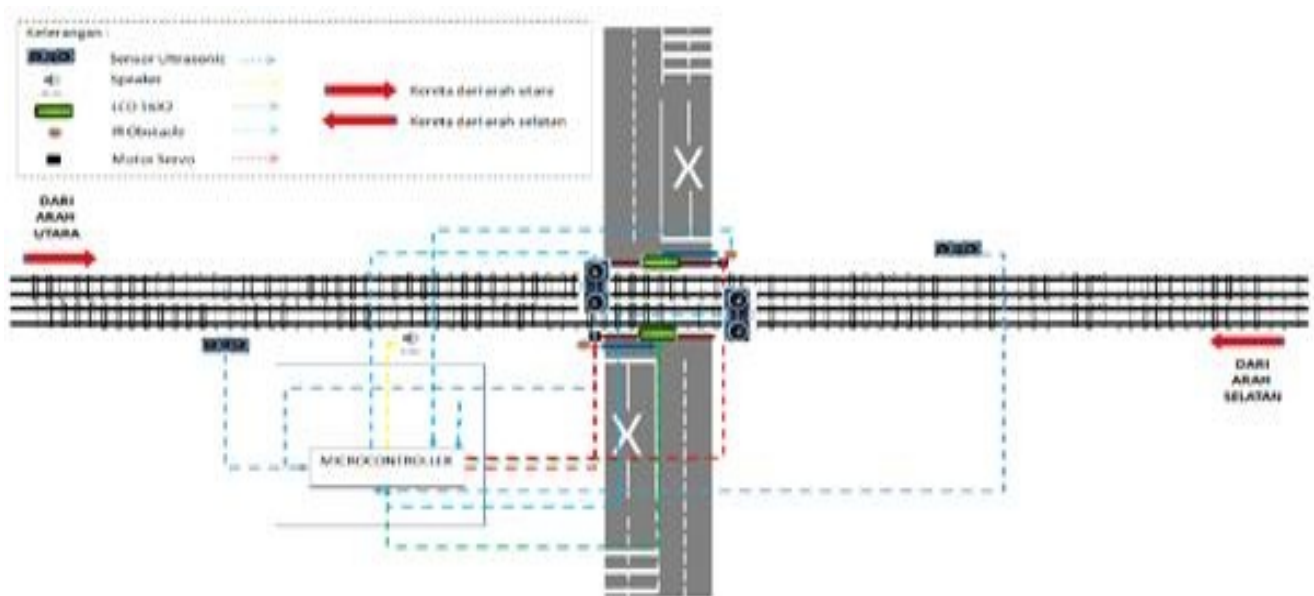 Keterangan :
Sensor Ultrasonic
Speaker
LCD 16X2
IR Obstacle
Motor Servo
Kereta dari arah utara
Kereta dari arah selatan
DARI
ARAH
UTARA
X
X
MICROCONTROLLER
DARI
ARAH
SELATAN